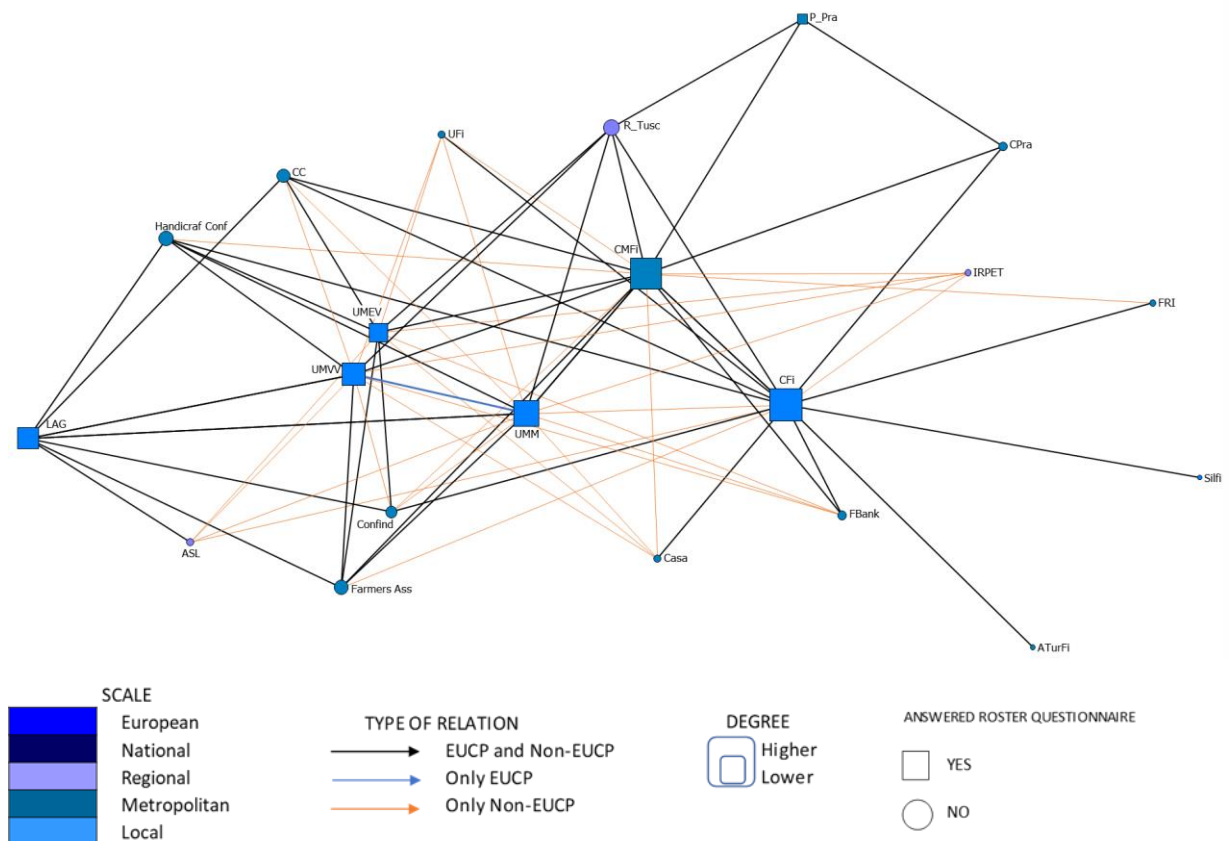 P_Pra
R_Tusc
UFi
CPra
CC
Handicraf Conf
CMFi
IRPET
FRI
UMEV
UMVV
CFi
LAG
UMM
Silfi
Confind
FBank
ASL
Casa
Farmers Ass
ATurFi
SCALE
European
National
Regional
Metropolitan
Local
TYPE OF RELATION
EUCP and Non-EUCP
Only EUCP
Only Non-EUCP
DEGREE
Higher
Lower
ANSWERED ROSTER QUESTIONNAIRE
YES
NO